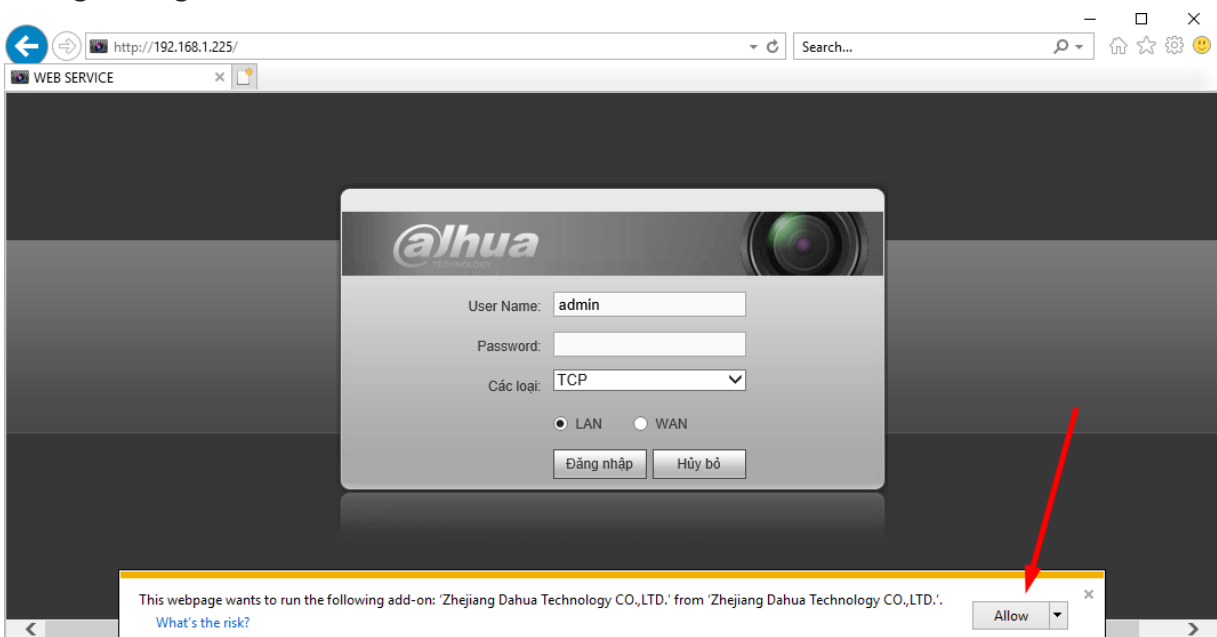 http://192.168.1.225/
Search...
WEB SERVICE
alhua
TECHNOLOGY
User Name: admin
Password:
Các loại: TCP
LAN WAN
Đăng nhập Hủy bỏ
This webpage wants to run the following add-on: 'Zhejiang Dahua Technology CO.,LTD.' from 'Zhejiang Dahua Technology CO.,LTD.'.
What's the risk?
Allow